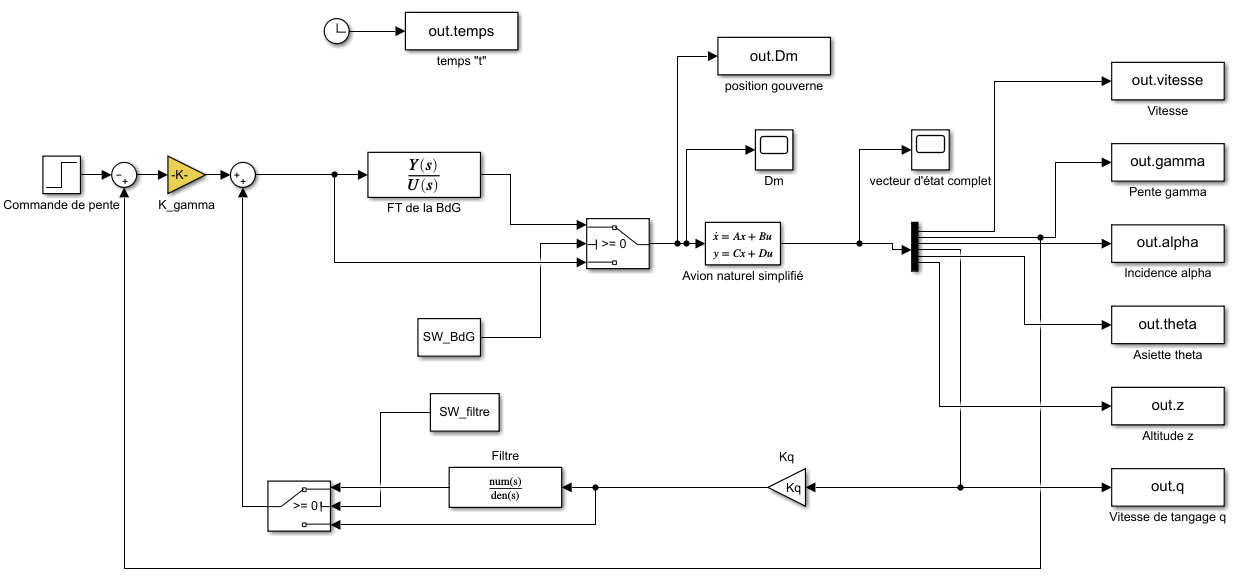 out.temps
temps "t"
out.Dm
position gouverne
out.vitesse
Vitesse
Dm
vecteur d'état complet
out.gamma
Pente gamma
Commande de pente
-K-
K_gamma
Y(s)
U(s)
FT de la BdG
>= 0
ẋ = Ax + Bu
y = Cx + Du
Avion naturel simplifié
out.alpha
Incidence alpha
SW_BdG
out.theta
Asiette theta
SW_filtre
out.z
Altitude z
Filtre
num(s)
den(s)
>= 0
Kq
Kq
out.q
Vitesse de tangage q